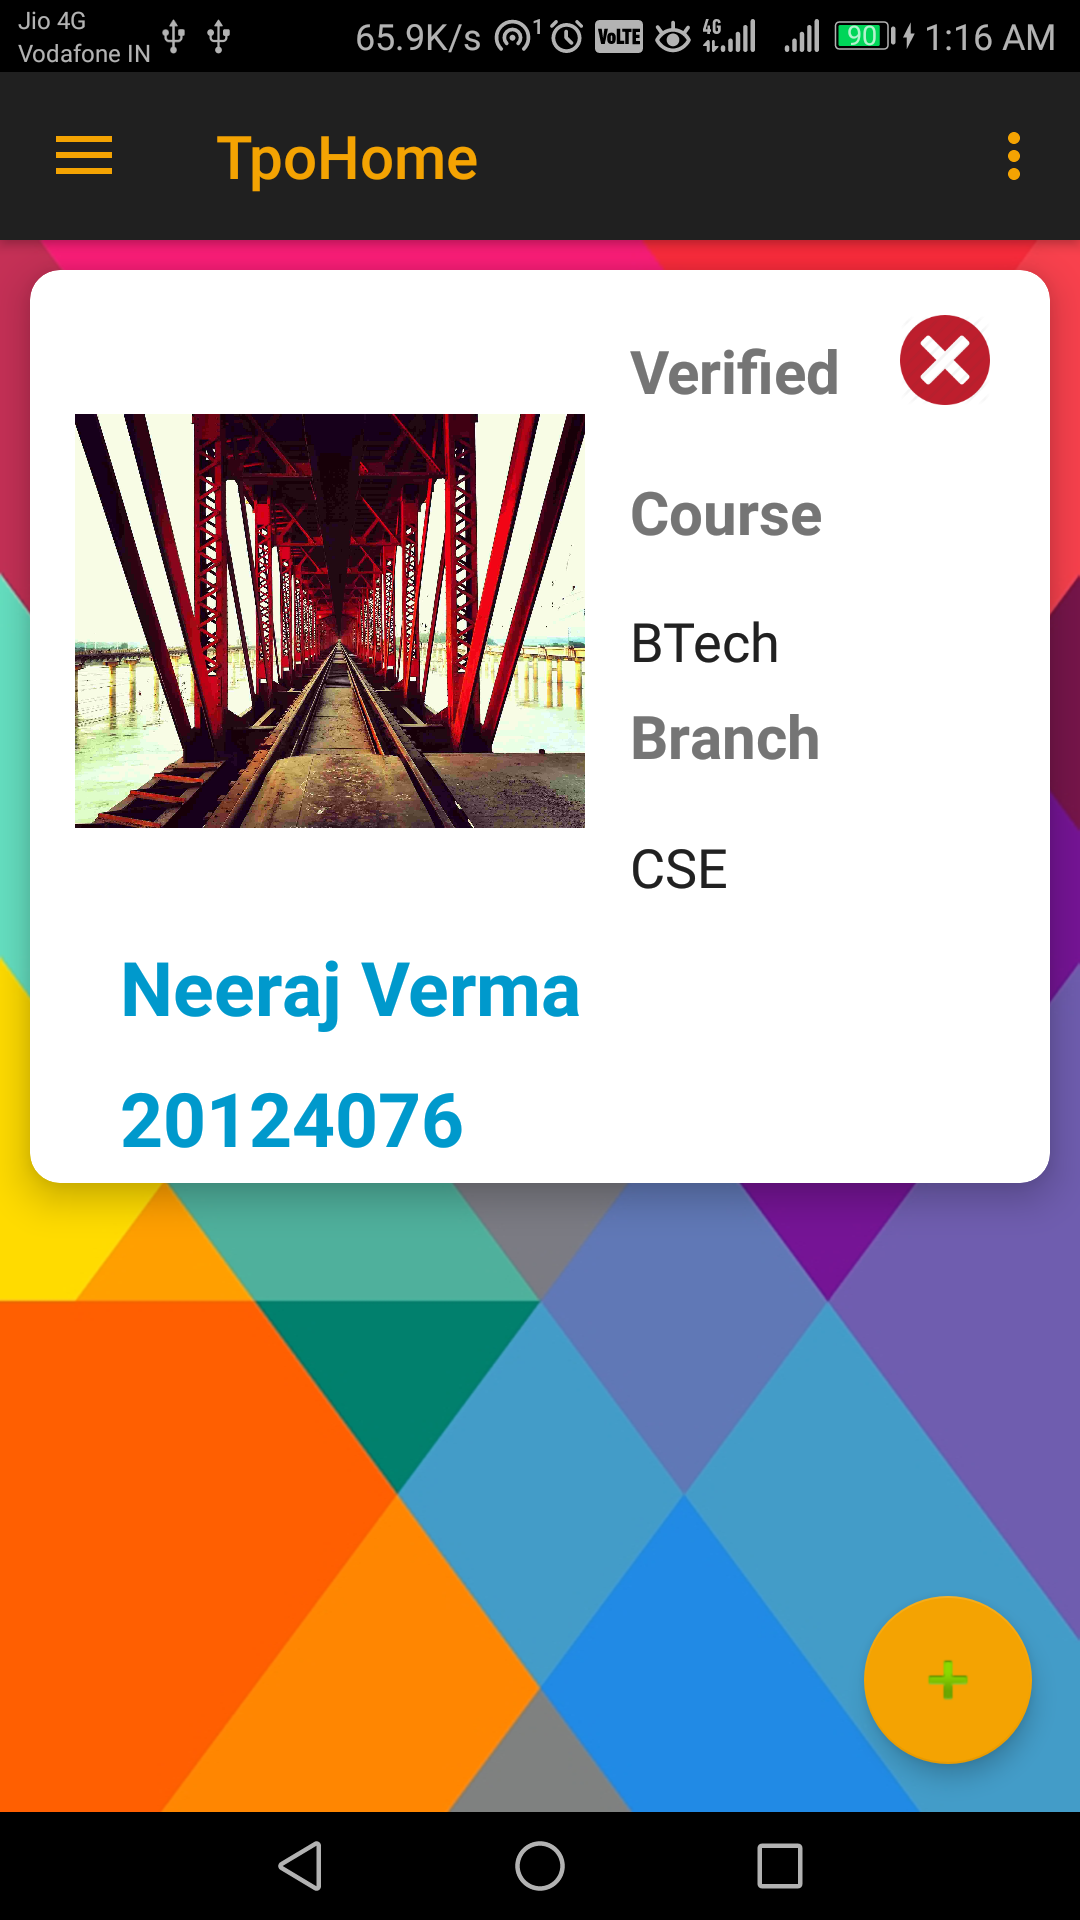 Jio 4G
Vodafone IN
65.9K/s 1 VoLTE 4G 90 1:16 AM
TpoHome
Verified
Course
BTech
Branch
CSE
Neeraj Verma
20124076